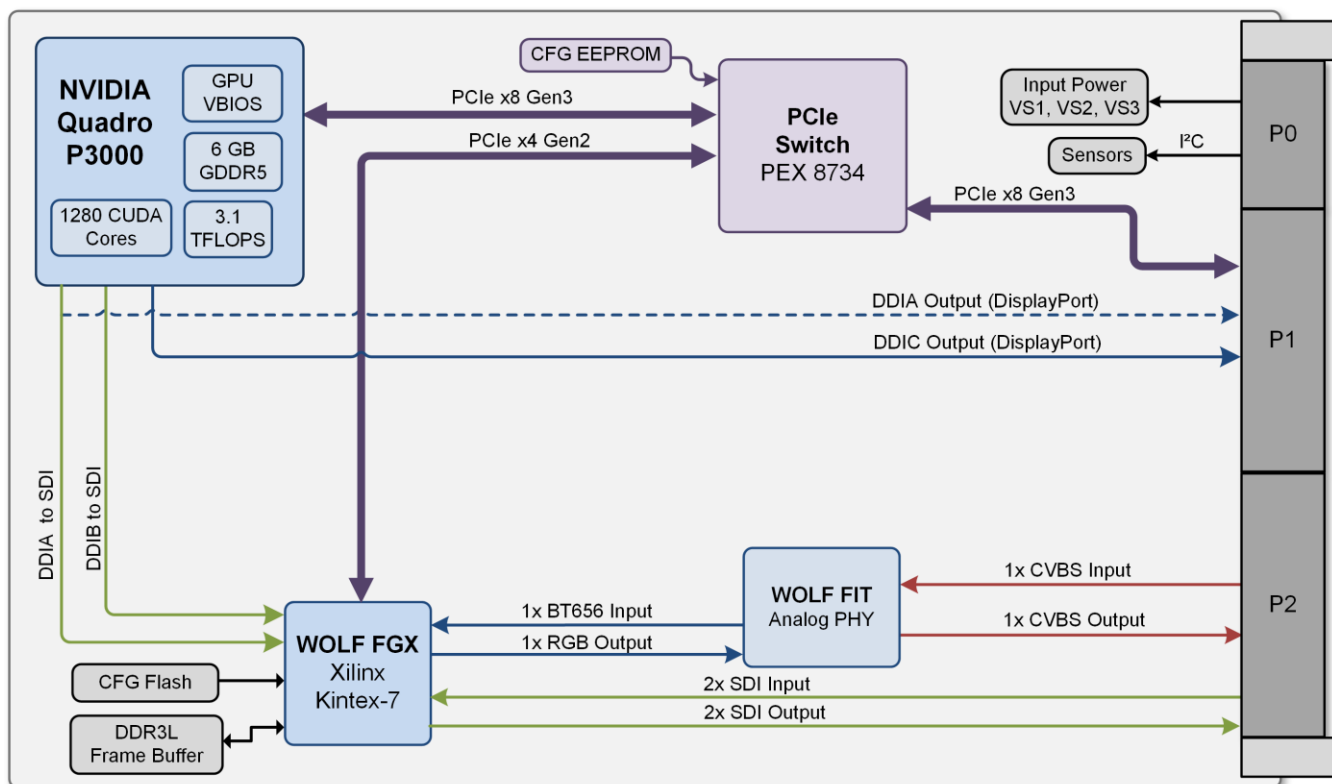 NVIDIA
Quadro
P3000
GPU
VBIOS
6 GB
GDDR5
1280 CUDA
Cores
3.1
TFLOPS
CFG EEPROM
PCIe x8 Gen3
PCIe x4 Gen2
PCIe
Switch
PEX 8734
Input Power
VS1, VS2, VS3
Sensors
I²C
P0
PCIe x8 Gen3
DDIA Output (DisplayPort)
DDIC Output (DisplayPort)
P1
DDIA to SDI
DDIB to SDI
WOLF FGX
Xilinx
Kintex-7
CFG Flash
DDR3L
Frame Buffer
1x BT656 Input
1x RGB Output
WOLF FIT
Analog PHY
1x CVBS Input
1x CVBS Output
2x SDI Input
2x SDI Output
P2